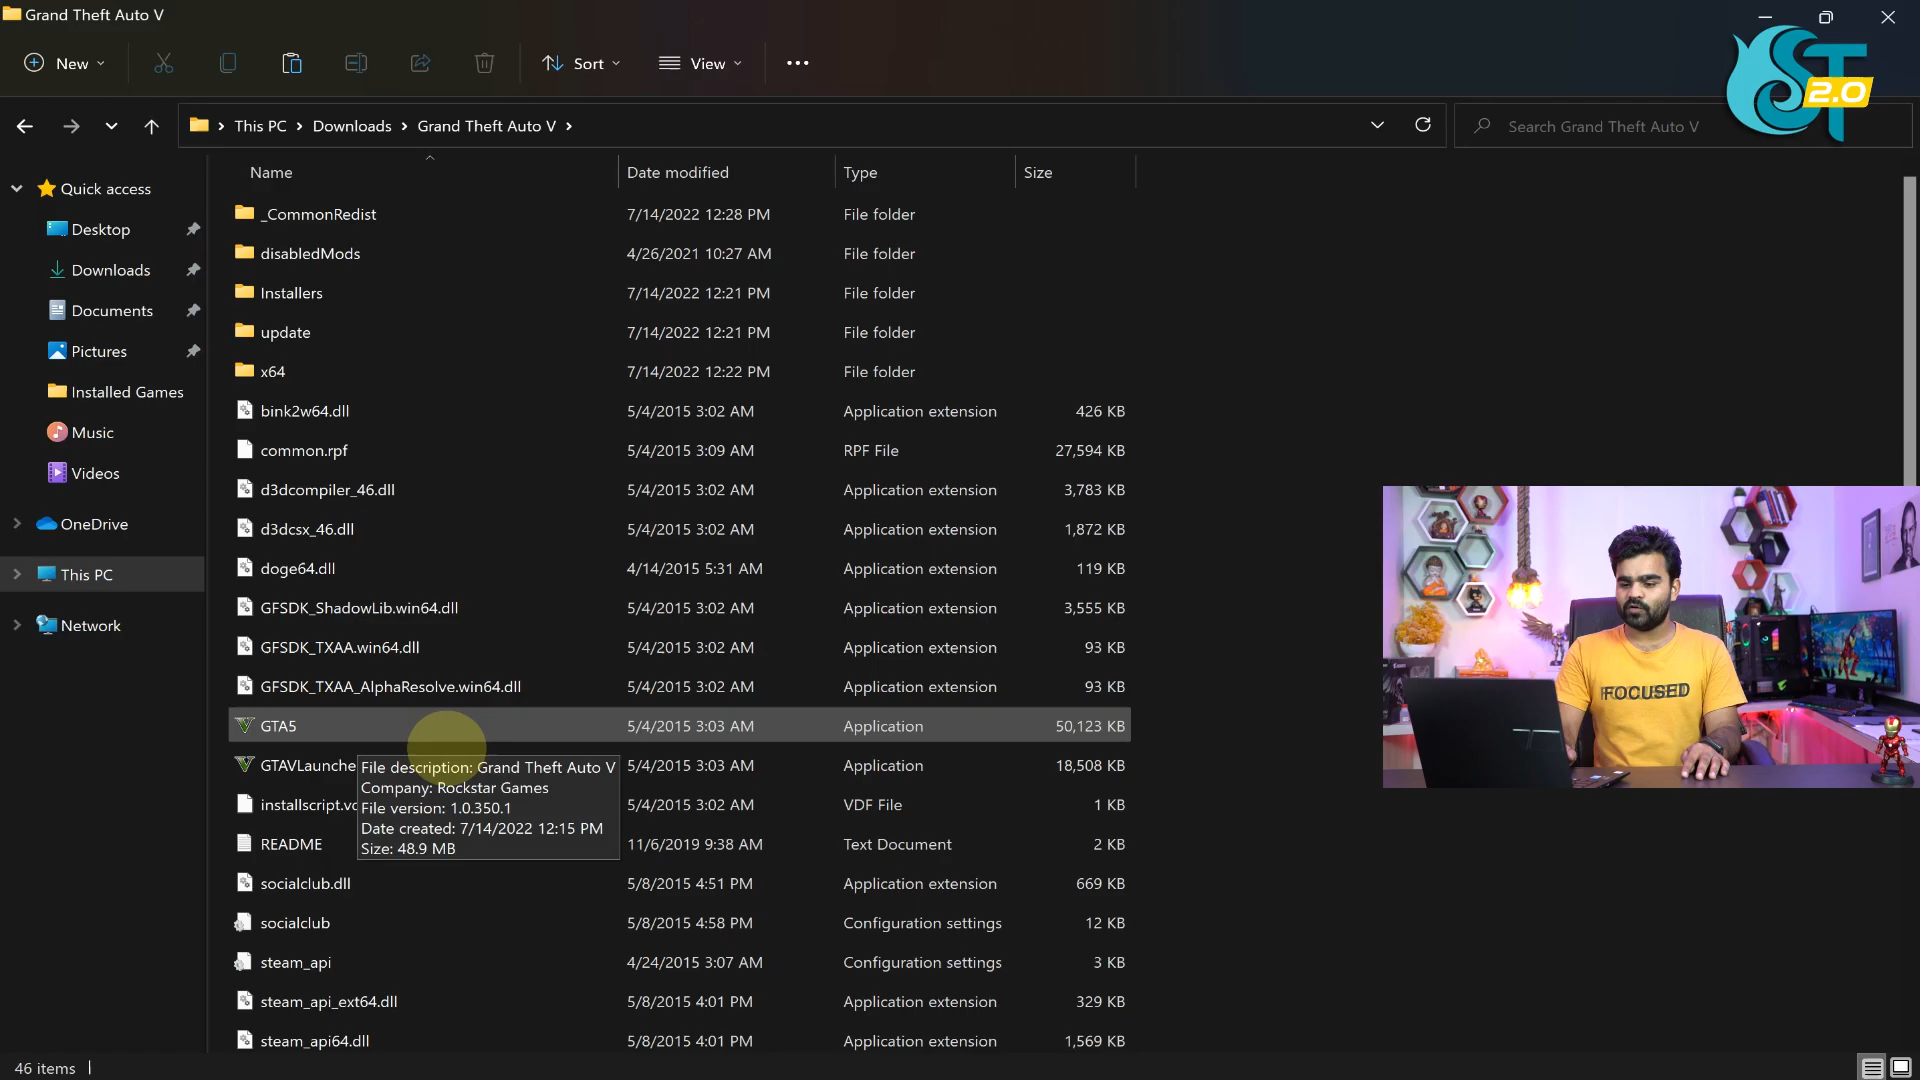 Grand Theft Auto V
New
Sort
View
ST
2.0
This PC
Downloads
Grand Theft Auto V
Search Grand Theft Auto V
Name
Date modified
Type
Size
Quick access
Desktop
Downloads
Documents
Pictures
Installed Games
Music
Videos
OneDrive
This PC
Network
_CommonRedist 7/14/2022 12:28 PM File folder
disabledMods 4/26/2021 10:27 AM File folder
Installers 7/14/2022 12:21 PM File folder
update 7/14/2022 12:21 PM File folder
x64 7/14/2022 12:22 PM File folder
bink2w64.dll 5/4/2015 3:02 AM Application extension 426 KB
common.rpf 5/4/2015 3:09 AM RPF File 27,594 KB
d3dcompiler_46.dll 5/4/2015 3:02 AM Application extension 3,783 KB
d3dcsx_46.dll 5/4/2015 3:02 AM Application extension 1,872 KB
doge64.dll 4/14/2015 5:31 AM Application extension 119 KB
GFSDK_ShadowLib.win64.dll 5/4/2015 3:02 AM Application extension 3,555 KB
GFSDK_TXAA.win64.dll 5/4/2015 3:02 AM Application extension 93 KB
GFSDK_TXAA_AlphaResolve.win64.dll 5/4/2015 3:02 AM Application extension 93 KB
GTA5 5/4/2015 3:03 AM Application 50,123 KB
GTAVLaunche 5/4/2015 3:03 AM Application 18,508 KB
installscript.vc 5/4/2015 3:02 AM VDF File 1 KB
README 11/6/2019 9:38 AM Text Document 2 KB
socialclub.dll 5/8/2015 4:51 PM Application extension 669 KB
socialclub 5/8/2015 4:58 PM Configuration settings 12 KB
steam_api 4/24/2015 3:07 AM Configuration settings 3 KB
steam_api_ext64.dll 5/8/2015 4:01 PM Application extension 329 KB
steam_api64.dll 5/8/2015 4:01 PM Application extension 1,569 KB
File description: Grand Theft Auto V
Company: Rockstar Games
File version: 1.0.350.1
Date created: 7/14/2022 12:15 PM
Size: 48.9 MB
FOCUSED
46 items